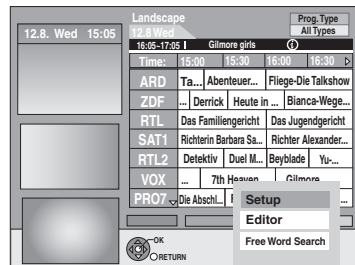 Landscape
Prog. Type
12.8. Wed 15:05
12.8 Wed
All Types
16:05-17:05 Gilmore girls
Time: 15:00 15:30 16:00 16:30
ARD Ta... Abenteuer... Fliege-Die Talkshow
ZDF ... Derrick Heute in ... Bianca-Wege...
RTL Das Familiengericht Das Jugendgericht
SAT1 Richterin Barbara Sa... Richter Alexander...
RTL2 Detektiv Duel M... Beyblade Yu-...
VOX ... 7th Heaven Gilmore
PRO7 Die Abschl... ...
Setup
Editor
Free Word Search
OK
RETURN